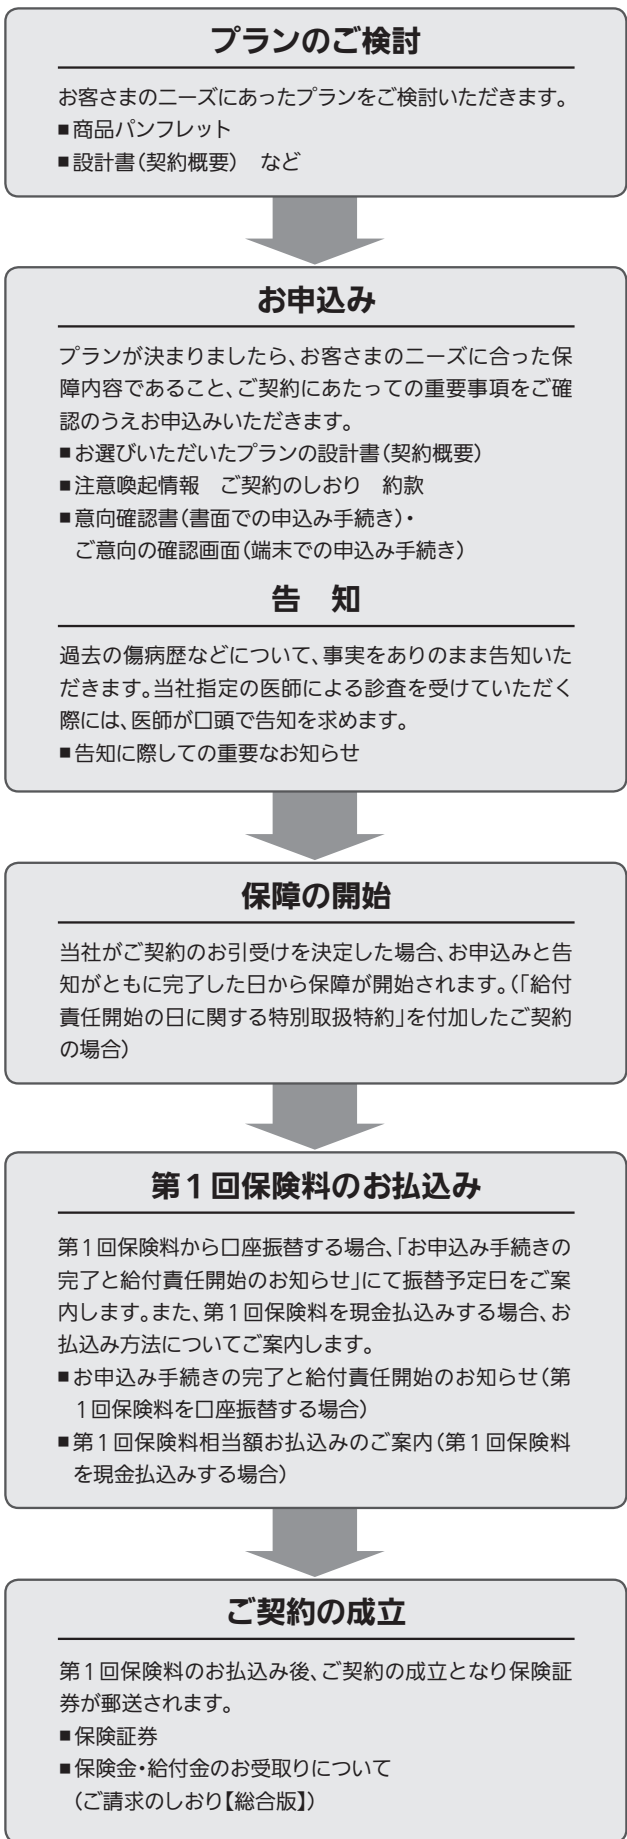 プランのご検討
お客さまのニーズにあったプランをご検討いただきます。
■商品パンフレット
■設計書(契約概要)　など
お申込み
プランが決まりましたら、お客さまのニーズに合った保
障内容であること、ご契約にあたっての重要事項をご確
認のうえお申込みいただきます。
■お選びいただいたプランの設計書(契約概要)
■注意喚起情報　ご契約のしおり　約款
■意向確認書(書面での申込み手続き)・
ご意向の確認画面(端末での申込み手続き)
告　知
過去の傷病歴などについて、事実をありのまま告知いた
だきます。当社指定の医師による診査を受けていただく
際には、医師が口頭で告知を求めます。
■告知に際しての重要なお知らせ
保障の開始
当社がご契約のお引受けを決定した場合、お申込みと告
知がともに完了した日から保障が開始されます。(「給付
責任開始の日に関する特別取扱特約」を付加したご契約
の場合)
第1回保険料のお払込み
第1回保険料から口座振替する場合、「お申込み手続きの
完了と給付責任開始のお知らせ」にて振替予定日をご案
内します。また、第1回保険料を現金払込みする場合、お
払込み方法についてご案内します。
■お申込み手続きの完了と給付責任開始のお知らせ(第
1回保険料を口座振替する場合)
■第1回保険料相当額お払込みのご案内(第1回保険料
を現金払込みする場合)
ご契約の成立
第1回保険料のお払込み後、ご契約の成立となり保険証
券が郵送されます。
■保険証券
■保険金・給付金のお受取りについて
(ご請求のしおり【総合版】)